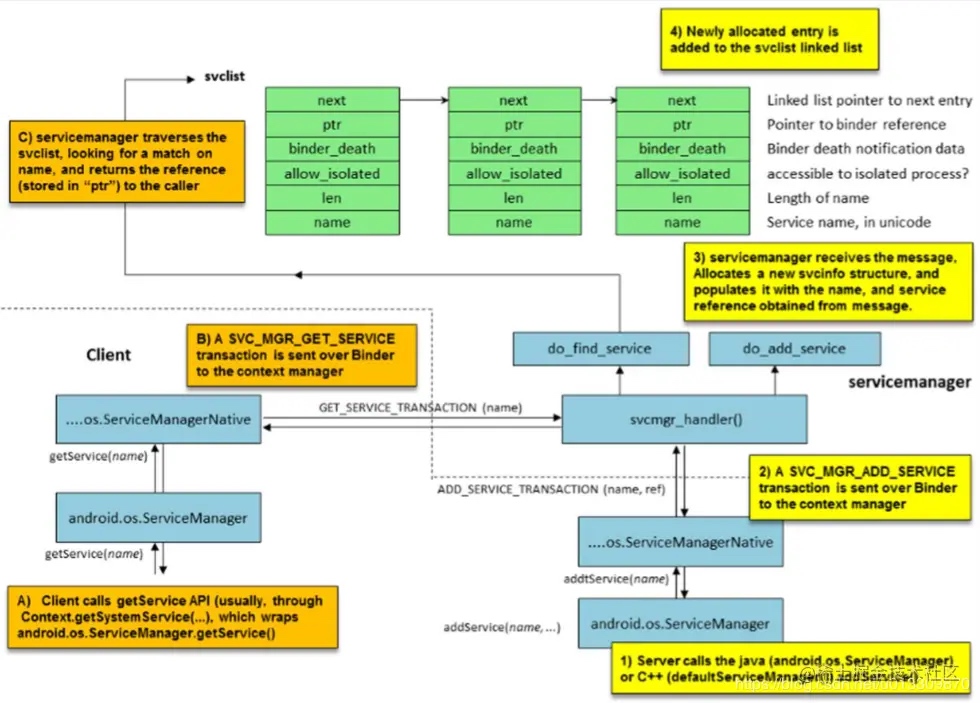 4) Newly allocated entry is
added to the svclist linked list
svclist
next
next
next
Linked list pointer to next entry
ptr
ptr
ptr
Pointer to binder reference
binder_death
binder_death
binder_death
Binder death notification data
allow_isolated
allow_isolated
allow_isolated
accessible to isolated process?
len
len
len
Length of name
name
name
name
Service name, in unicode
C) servicemanager traverses the
svclist, looking for a match on
name, and returns the reference
(stored in “ptr”) to the caller
3) servicemanager receives the message,
Allocates a new svcinfo structure, and
populates it with the name, and service
reference obtained from message.
Client
B) A SVC_MGR_GET_SERVICE
transaction is sent over Binder
to the context manager
do_find_service
do_add_service
servicemanager
....os.ServiceManagerNative
GET_SERVICE_TRANSACTION (name)
svcmgr_handler()
getService(name)
ADD_SERVICE_TRANSACTION (name, ref)
2) A SVC_MGR_ADD_SERVICE
transaction is sent over Binder
to the context manager
android.os.ServiceManager
....os.ServiceManagerNative
getService(name)
addtService(name)
A) Client calls getService API (usually, through
Context.getSystemService(...), which wraps
android.os.ServiceManager.getService()
addService(name,...)
android.os.ServiceManager
1) Server calls the java (android.os.ServiceManager)
or C++ (defaultServiceManager()
@稀土掘金技术社区